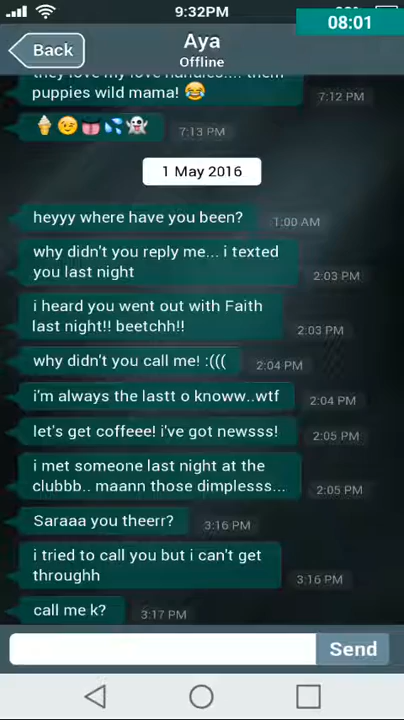 9:32PM
08:01
Back
Aya
Offline
puppies wild mama! 😂
7:12 PM
🍦😉👅💦👻
7:13 PM
1 May 2016
heyyy where have you been?
1:00 AM
why didn't you reply me... i texted
you last night
2:03 PM
i heard you went out with Faith
last night!! beetchh!!
2:03 PM
why didn't you call me! :(((
2:04 PM
i'm always the lastt o knoww..wtf
2:04 PM
let's get coffeee! i've got newsss!
2:05 PM
i met someone last night at the
clubbb.. maann those dimplesss...
2:05 PM
Saraaa you theerr?
3:16 PM
i tried to call you but i can't get
throughh
3:16 PM
call me k?
3:17 PM
Send